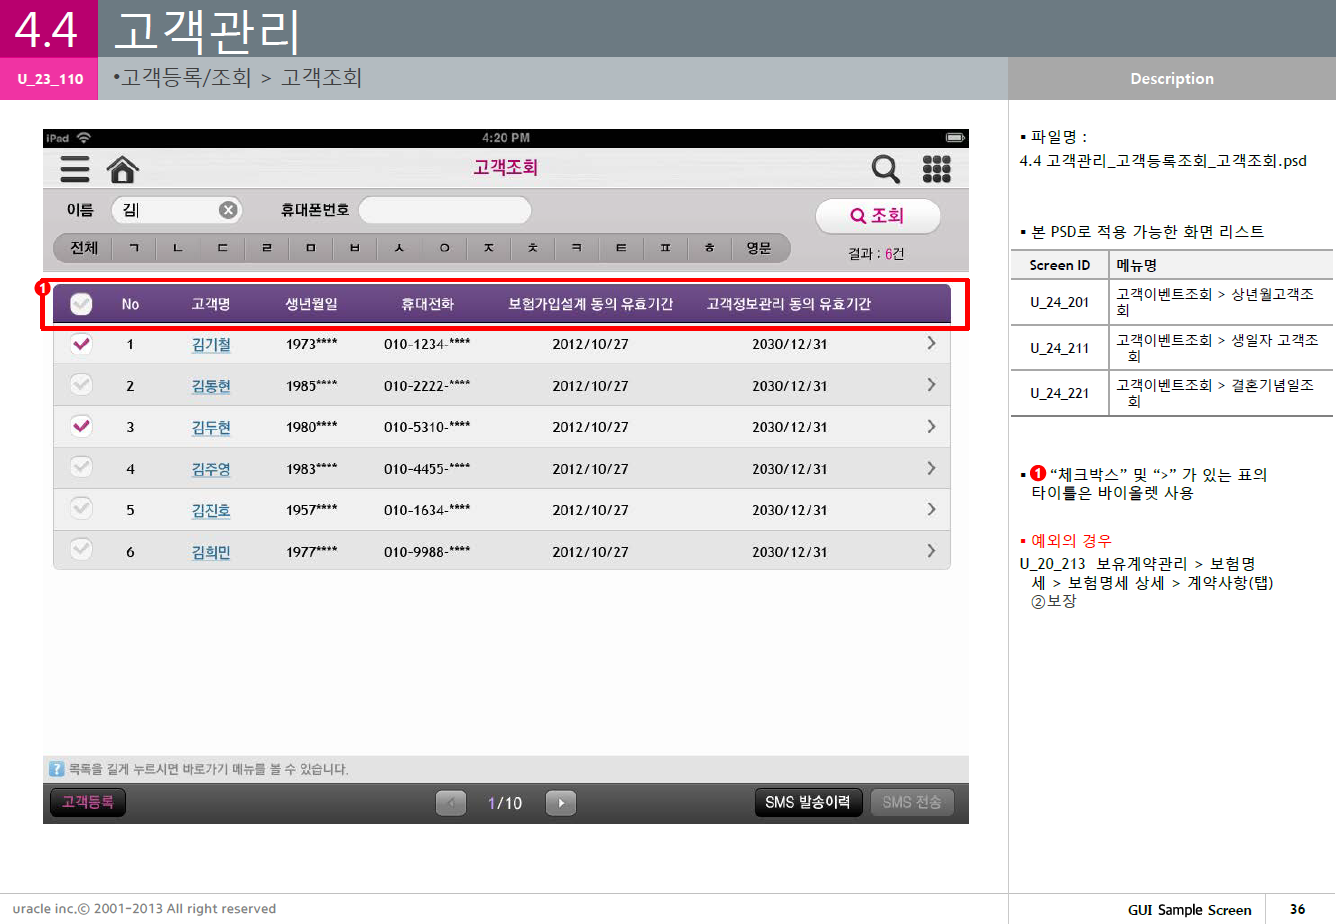 4.4
고객관리
U_23_110
•고객등록/조회 > 고객조회
Description
iPad
4:20 PM
고객조회
이름
김
휴대폰번호
조회
전체 ㄱ ㄴ ㄷ ㄹ ㅁ ㅂ ㅅ ㅇ ㅈ ㅊ ㅋ ㅌ ㅍ ㅎ 영문
결과 : 6건
1
No 고객명 생년월일 휴대전화 보험가입설계 동의 유효기간 고객정보관리 동의 유효기간
1 김기철 1973**** 010-1234-**** 2012/10/27 2030/12/31
2 김동현 1985**** 010-2222-**** 2012/10/27 2030/12/31
3 김두현 1980**** 010-5310-**** 2012/10/27 2030/12/31
4 김주영 1983**** 010-4455-**** 2012/10/27 2030/12/31
5 김진호 1957**** 010-1634-**** 2012/10/27 2030/12/31
6 김희민 1977**** 010-9988-**** 2012/10/27 2030/12/31
? 목록을 길게 누르시면 바로가기 메뉴를 볼 수 있습니다.
고객등록
1/10
SMS 발송이력
SMS 전송
▪ 파일명 :
4.4 고객관리_고객등록조회_고객조회.psd
▪ 본 PSD로 적용 가능한 화면 리스트
Screen ID 메뉴명
U_24_201 고객이벤트조회 > 상년월고객조
회
U_24_211 고객이벤트조회 > 생일자 고객조
회
U_24_221 고객이벤트조회 > 결혼기념일조
회
▪ 1 “체크박스” 및 “>” 가 있는 표의
타이틀은 바이올렛 사용
▪ 예외의 경우
U_20_213 보유계약관리 > 보험명
세 > 보험명세 상세 > 계약사항(탭)
②보장
uracle inc.ⓒ 2001-2013 All right reserved
GUI Sample Screen
36